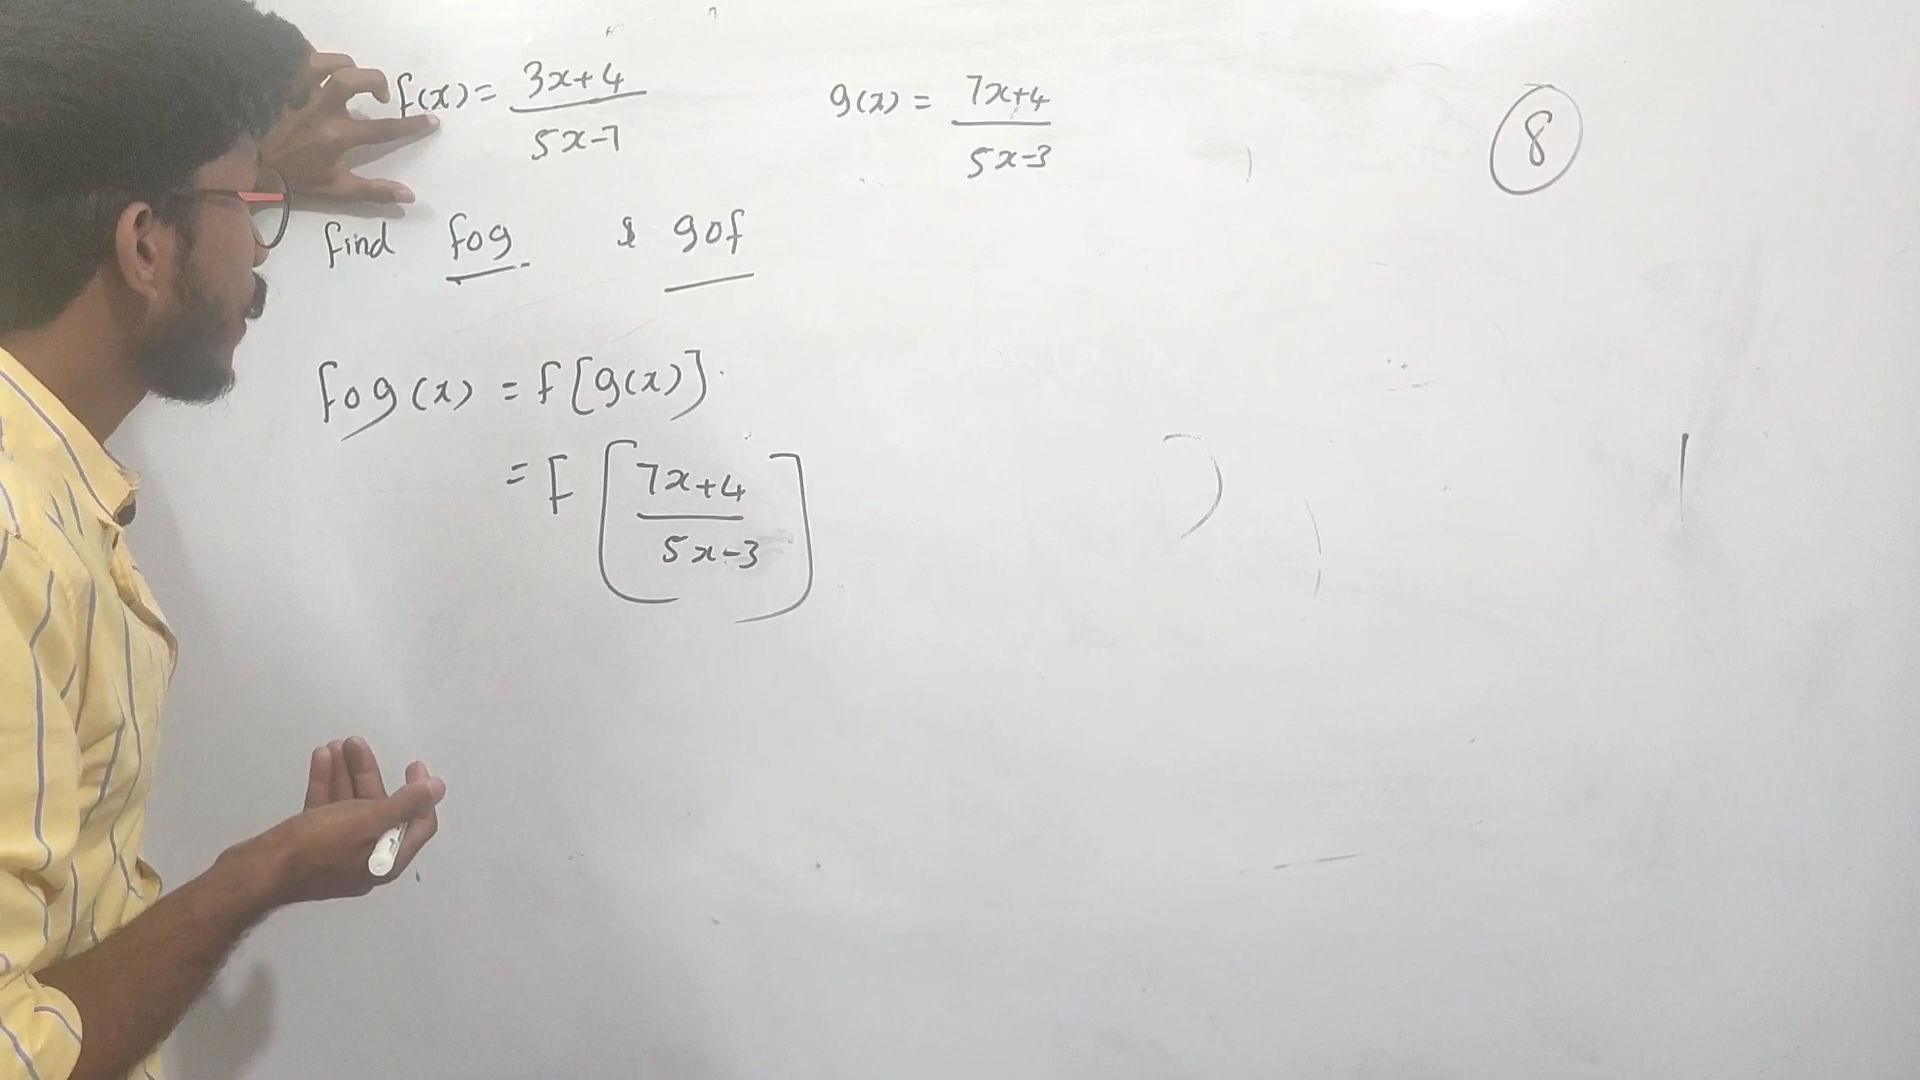 f(x) = 3x+4 / 5x-7 g(x) = 7x+4 / 5x-3 8
find fog & gof
fog(x) = f[g(x)].
= F [7x+4 / 5x-3]